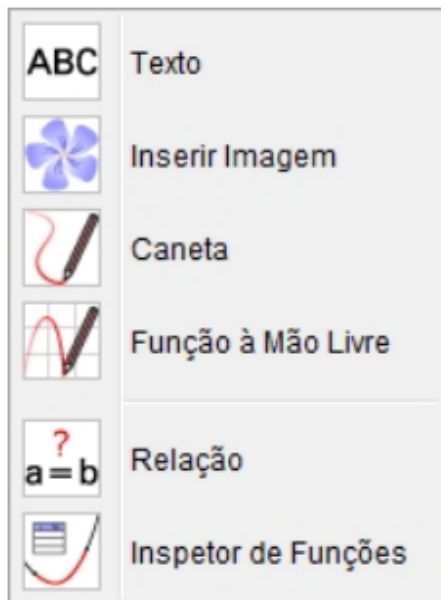 ABC Texto
Inserir Imagem
Caneta
Função à Mão Livre
?
a = b Relação
Inspetor de Funções